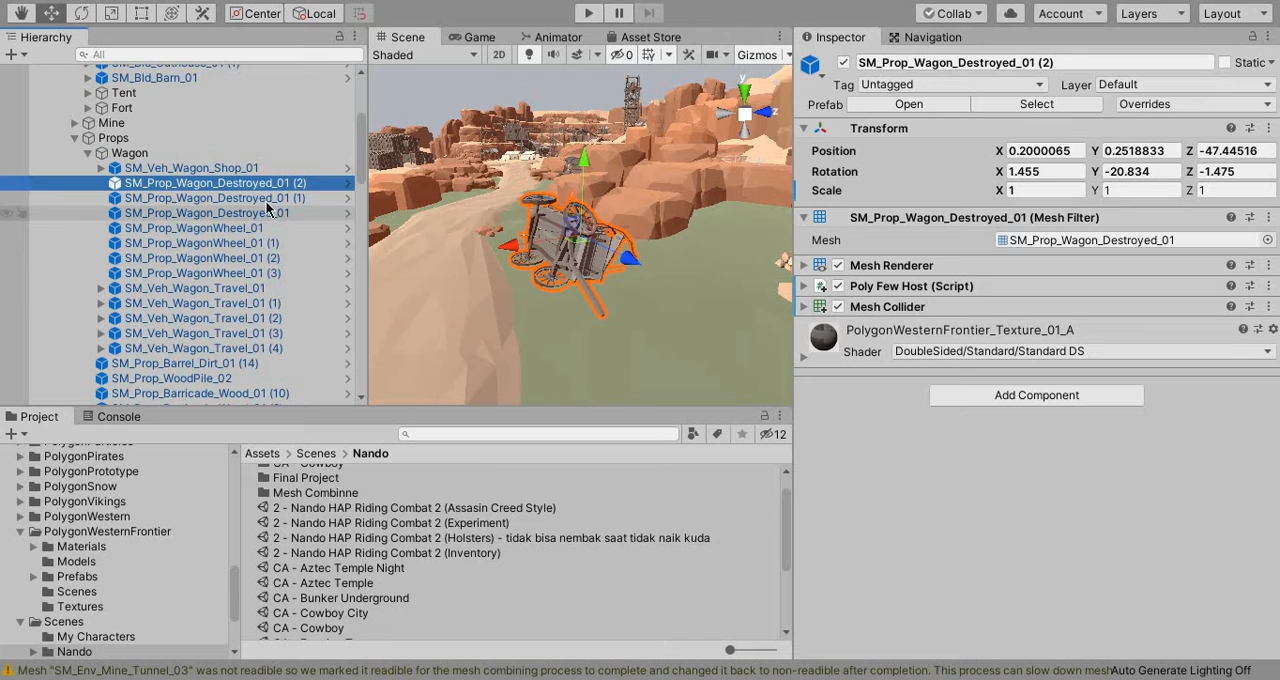 Center Local Collab Account Layers Layout
Hierarchy Scene Game Animator Asset Store Inspector Navigation
All
Shaded 2D 0 Gizmos
SM_Bld_Barn_01
Tent
Fort
Mine
Props
Wagon
SM_Veh_Wagon_Shop_01
SM_Prop_Wagon_Destroyed_01 (2)
SM_Prop_Wagon_Destroyed_01 (1)
SM_Prop_Wagon_Destroyed_01
SM_Prop_WagonWheel_01
SM_Prop_WagonWheel_01 (1)
SM_Prop_WagonWheel_01 (2)
SM_Prop_WagonWheel_01 (3)
SM_Veh_Wagon_Travel_01
SM_Veh_Wagon_Travel_01 (1)
SM_Veh_Wagon_Travel_01 (2)
SM_Veh_Wagon_Travel_01 (3)
SM_Veh_Wagon_Travel_01 (4)
SM_Prop_Barrel_Dirt_01 (14)
SM_Prop_WoodPile_02
SM_Prop_Barricade_Wood_01 (10)
y
z
SM_Prop_Wagon_Destroyed_01 (2) Static
Tag Untagged Layer Default
Prefab Open Select Overrides
Transform
Position X 0.2000065 Y 0.2518833 Z -47.44516
Rotation X 1.455 Y -20.834 Z -1.475
Scale X 1 Y 1 Z 1
SM_Prop_Wagon_Destroyed_01 (Mesh Filter)
Mesh SM_Prop_Wagon_Destroyed_01
Mesh Renderer
Poly Few Host (Script)
Mesh Collider
PolygonWesternFrontier_Texture_01_A
Shader DoubleSided/Standard/Standard DS
Add Component
Project Console
12
PolygonPirates
PolygonPrototype
PolygonSnow
PolygonVikings
PolygonWestern
PolygonWesternFrontier
Materials
Models
Prefabs
Scenes
Textures
Scenes
My Characters
Nando
Assets Scenes Nando
CA - Cowboy
Final Project
Mesh Combinne
2 - Nando HAP Riding Combat 2 (Assasin Creed Style)
2 - Nando HAP Riding Combat 2 (Experiment)
2 - Nando HAP Riding Combat 2 (Holsters) - tidak bisa nembak saat tidak naik kuda
2 - Nando HAP Riding Combat 2 (Inventory)
CA - Aztec Temple Night
CA - Aztec Temple
CA - Bunker Underground
CA - Cowboy City
CA - Cowboy
Mesh "SM_Env_Mine_Tunnel_03" was not readible so we marked it readible for the mesh combining process to complete and changed it back to non-readible after completion. This process can slow down mesh Auto Generate Lighting Off